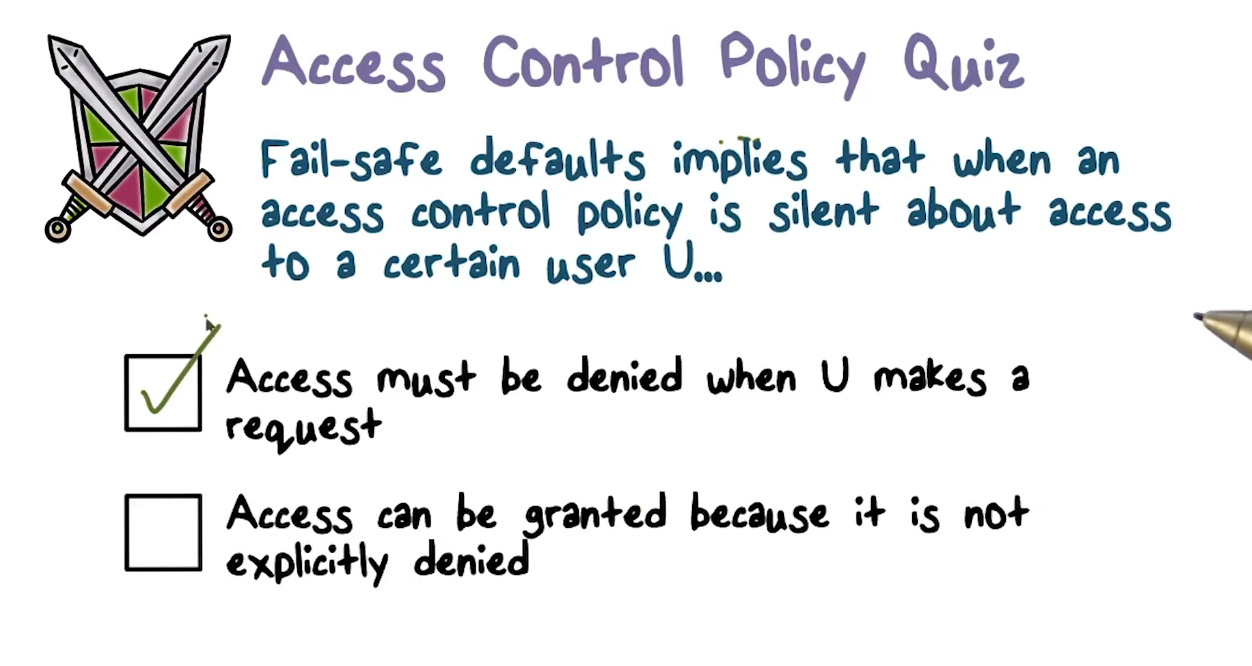 Access Control Policy Quiz
Fail-safe defaults implies that when an
access control policy is silent about access
to a certain user U...
Access must be denied when U makes a
request
Access can be granted because it is not
explicitly denied